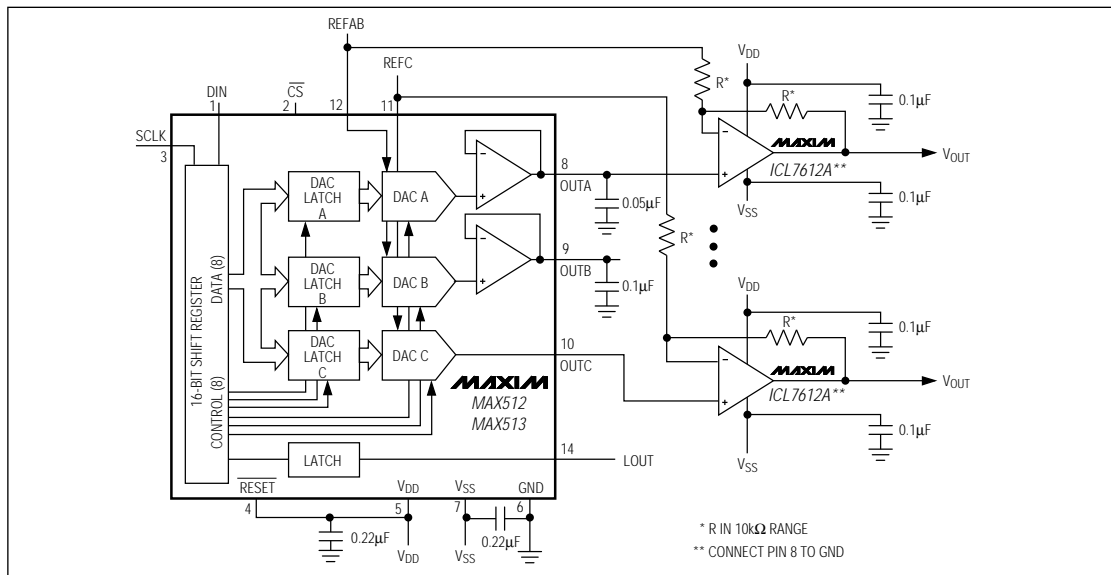 REFAB
REFC
DIN
1
CS
2
12
11
SCLK
3
16-BIT SHIFT REGISTER
DATA (8)
CONTROL (8)
DAC
LATCH
A
DAC A
DAC
LATCH
B
DAC B
DAC
LATCH
C
DAC C
LATCH
-
+
8
OUTA
0.05µF
-
+
9
OUTB
0.1µF
10
OUTC
MAXIM
MAX512
MAX513
14
LOUT
RESET
4
VDD
5
VDD
0.22µF
VSS
7
VSS
0.22µF
GND
6
R*
VDD
0.1µF
R*
-
+
MAXIM
ICL7612A**
VOUT
VSS
0.1µF
R*
VDD
0.1µF
R*
-
+
MAXIM
ICL7612A**
VOUT
VSS
0.1µF
* R IN 10kΩ RANGE
** CONNECT PIN 8 TO GND